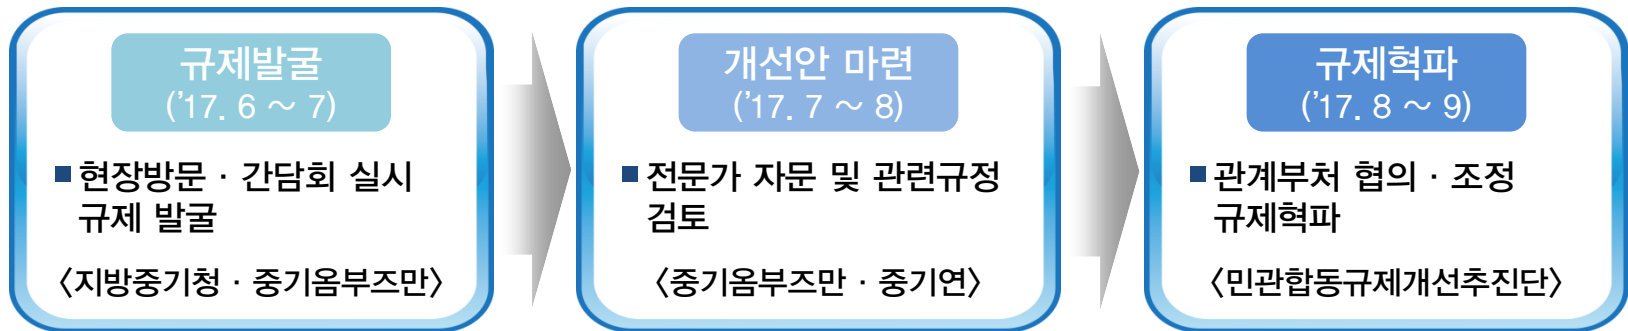 규제발굴
('17. 6 ~ 7)
■ 현장방문 · 간담회 실시
규제 발굴
〈지방중기청 · 중기옴부즈만〉
개선안 마련
('17. 7 ~ 8)
■ 전문가 자문 및 관련규정
검토
〈중기옴부즈만 · 중기연〉
규제혁파
('17. 8 ~ 9)
■ 관계부처 협의 · 조정
규제혁파
〈민관합동규제개선추진단〉